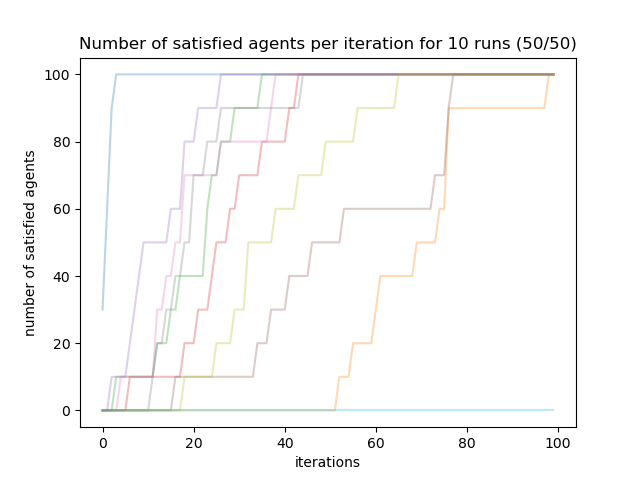 Number of satisfied agents per iteration for 10 runs (50/50)
number of satisfied agents
100
80
60
40
20
0
0 20 40 60 80 100
iterations